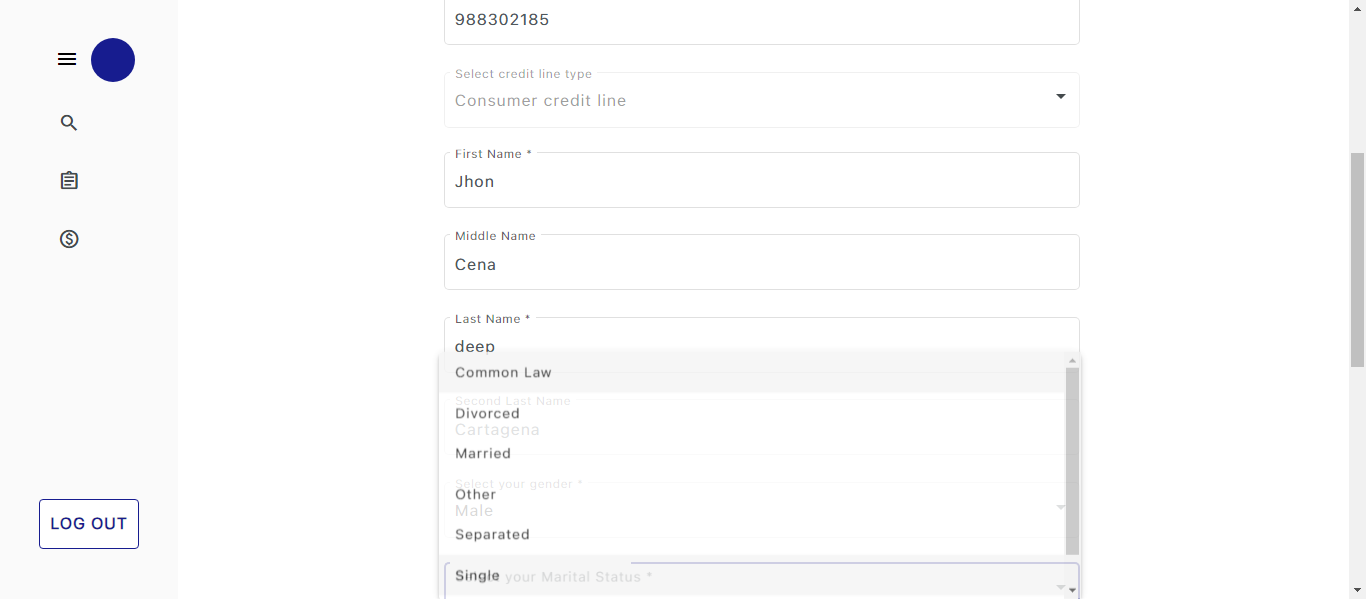 988302185
Select credit line type
Consumer credit line
First Name *
Jhon
Middle Name
Cena
Last Name *
deep
Common Law
Second Last Name
Divorced
Cartagena
Married
Select your gender *
Other
Male
Separated
Single
your Marital Status *
LOG OUT